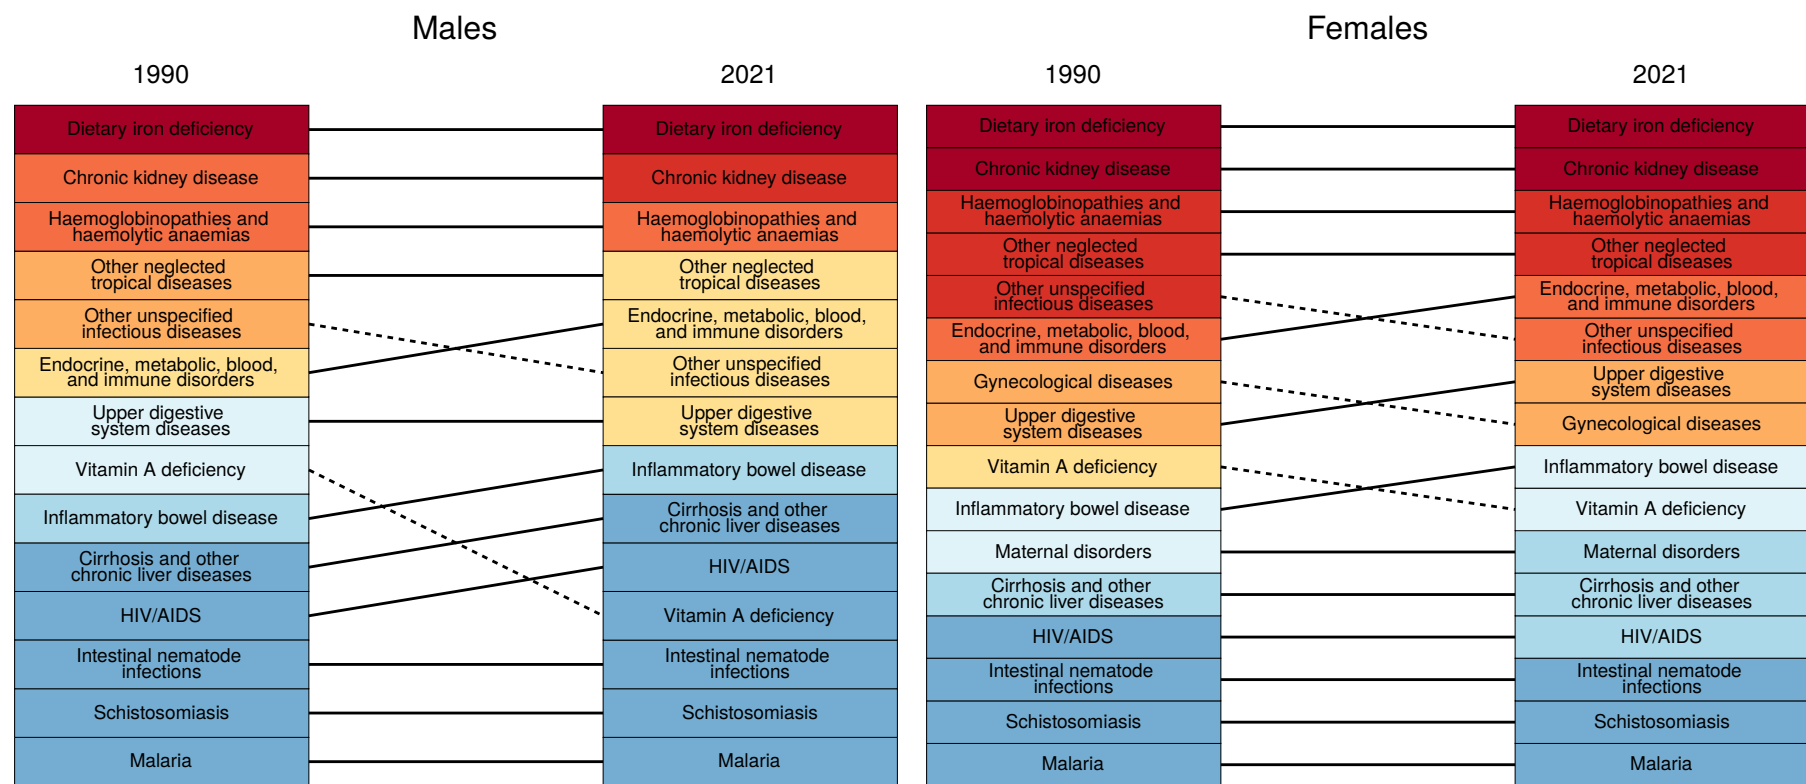 Males
1990
2021
Dietary iron deficiency
Chronic kidney disease
Haemoglobinopathies and
haemolytic anaemias
Other neglected
tropical diseases
Other unspecified
infectious diseases
Endocrine, metabolic, blood,
and immune disorders
Upper digestive
system diseases
Vitamin A deficiency
Inflammatory bowel disease
Cirrhosis and other
chronic liver diseases
HIV/AIDS
Intestinal nematode
infections
Schistosomiasis
Malaria
Dietary iron deficiency
Chronic kidney disease
Haemoglobinopathies and
haemolytic anaemias
Other neglected
tropical diseases
Endocrine, metabolic, blood,
and immune disorders
Other unspecified
infectious diseases
Upper digestive
system diseases
Inflammatory bowel disease
Cirrhosis and other
chronic liver diseases
HIV/AIDS
Vitamin A deficiency
Intestinal nematode
infections
Schistosomiasis
Malaria
Females
1990
2021
Dietary iron deficiency
Chronic kidney disease
Haemoglobinopathies and
haemolytic anaemias
Other neglected
tropical diseases
Other unspecified
infectious diseases
Endocrine, metabolic, blood,
and immune disorders
Gynecological diseases
Upper digestive
system diseases
Vitamin A deficiency
Inflammatory bowel disease
Maternal disorders
Cirrhosis and other
chronic liver diseases
HIV/AIDS
Intestinal nematode
infections
Schistosomiasis
Malaria
Dietary iron deficiency
Chronic kidney disease
Haemoglobinopathies and
haemolytic anaemias
Other neglected
tropical diseases
Endocrine, metabolic, blood,
and immune disorders
Other unspecified
infectious diseases
Upper digestive
system diseases
Gynecological diseases
Inflammatory bowel disease
Vitamin A deficiency
Maternal disorders
Cirrhosis and other
chronic liver diseases
HIV/AIDS
Intestinal nematode
infections
Schistosomiasis
Malaria